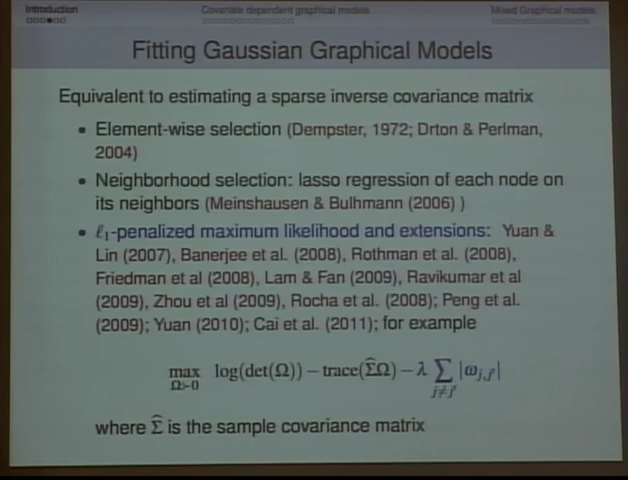 Introduction
Covariate dependent graphical models
Mixed Graphical models
Fitting Gaussian Graphical Models
Equivalent to estimating a sparse inverse covariance matrix
• Element-wise selection (Dempster, 1972; Drton & Perlman,
2004)
• Neighborhood selection: lasso regression of each node on
its neighbors (Meinshausen & Bulhmann (2006) )
• ℓ₁-penalized maximum likelihood and extensions: Yuan &
Lin (2007), Banerjee et al. (2008), Rothman et al. (2008),
Friedman et al (2008), Lam & Fan (2009), Ravikumar et al
(2009), Zhou et al (2009), Rocha et al. (2008); Peng et al.
(2009); Yuan (2010); Cai et al. (2011); for example
max log(det(Ω)) − trace(Σ̂Ω) − λ ∑ |ω_{j,j'}|
Ω≻0 j≠j'
where Σ̂ is the sample covariance matrix